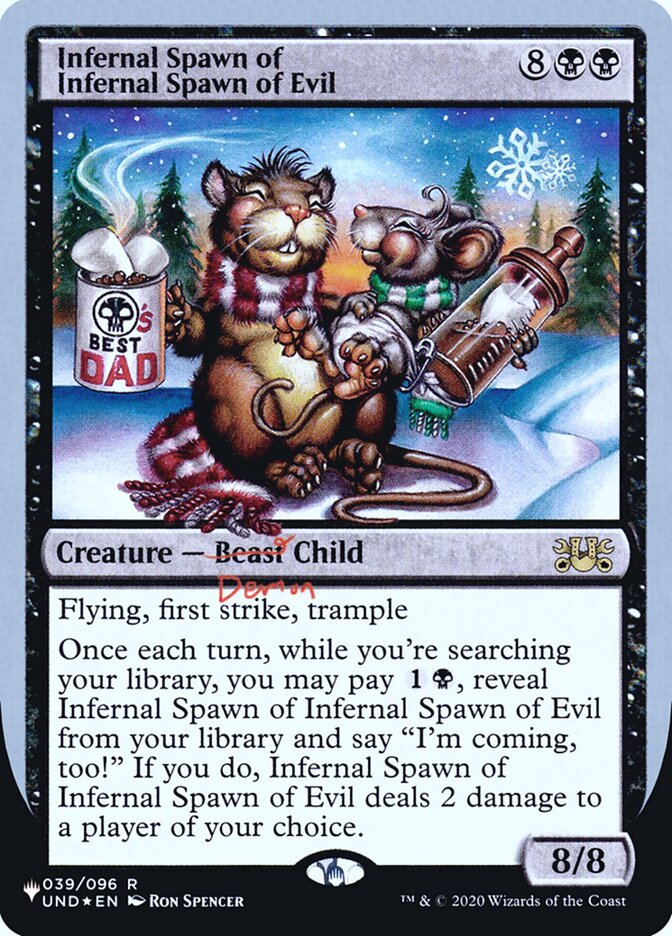 Infernal Spawn of
Infernal Spawn of Evil
8
'S
BEST
DAD
Creature — Beast Child
Demon
Flying, first strike, trample
Once each turn, while you're searching
your library, you may pay 1, reveal
Infernal Spawn of Infernal Spawn of Evil
from your library and say “I'm coming,
too!” If you do, Infernal Spawn of
Infernal Spawn of Evil deals 2 damage to
a player of your choice.
8/8
039/096 R
UND★EN Ron Spencer
™ & © 2020 Wizards of the Coast